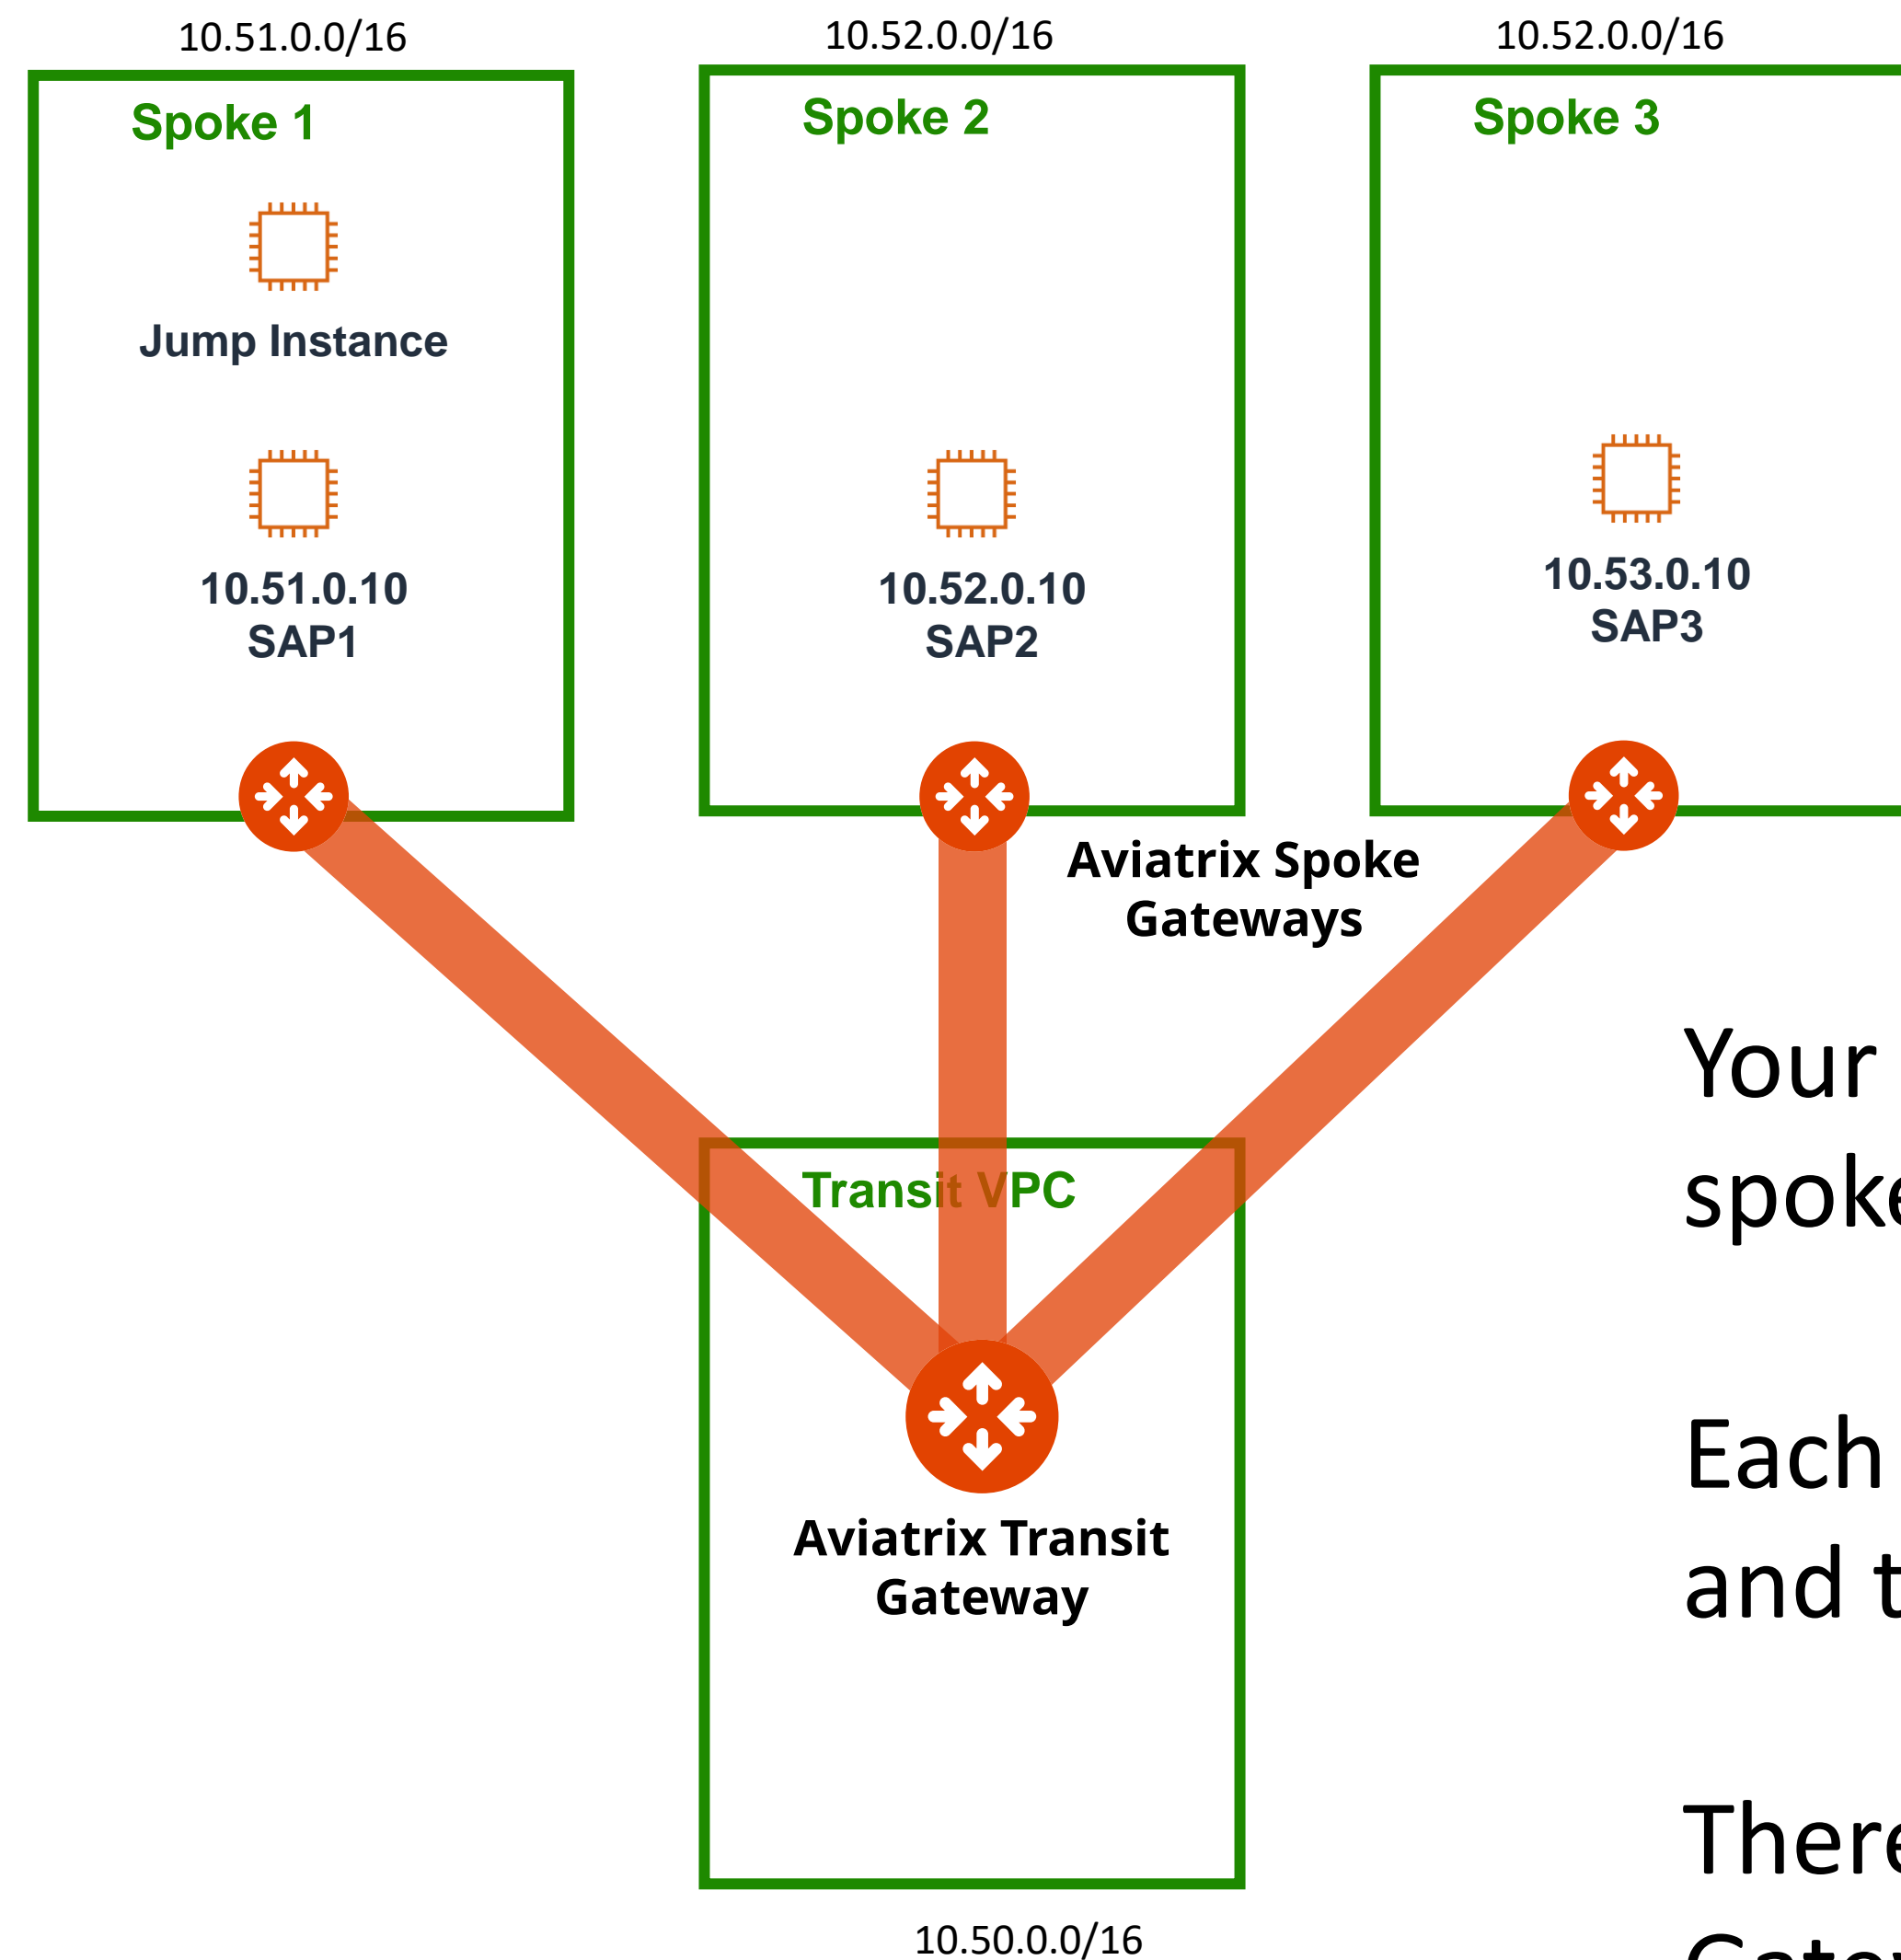 10.51.0.0/16
10.52.0.0/16
10.52.0.0/16
Spoke 1
Spoke 2
Spoke 3
Jump Instance
10.51.0.10
SAP1
10.52.0.10
SAP2
10.53.0.10
SAP3
Aviatrix Spoke
Gateways
Your
spoke
Each
and t
There
Transit VPC
Aviatrix Transit
Gateway
10.50.0.0/16